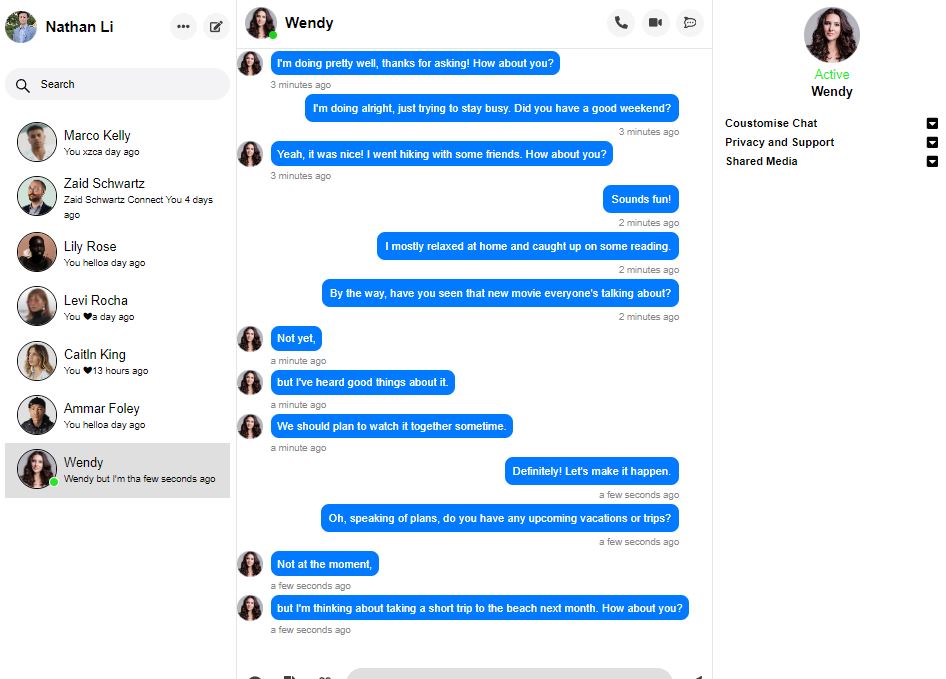 Nathan Li
Search
Marco Kelly
You xzca day ago
Zaid Schwartz
Zaid Schwartz Connect You 4 days
ago
Lily Rose
You helloa day ago
Levi Rocha
You ❤a day ago
Caitln King
You ❤13 hours ago
Ammar Foley
You helloa day ago
Wendy
Wendy but I'm tha few seconds ago
Wendy
I'm doing pretty well, thanks for asking! How about you?
3 minutes ago
I'm doing alright, just trying to stay busy. Did you have a good weekend?
3 minutes ago
Yeah, it was nice! I went hiking with some friends. How about you?
3 minutes ago
Sounds fun!
2 minutes ago
I mostly relaxed at home and caught up on some reading.
2 minutes ago
By the way, have you seen that new movie everyone's talking about?
2 minutes ago
Not yet,
a minute ago
but I've heard good things about it.
a minute ago
We should plan to watch it together sometime.
a minute ago
Definitely! Let's make it happen.
a few seconds ago
Oh, speaking of plans, do you have any upcoming vacations or trips?
a few seconds ago
Not at the moment,
a few seconds ago
but I'm thinking about taking a short trip to the beach next month. How about you?
a few seconds ago
Active
Wendy
Coustomise Chat
Privacy and Support
Shared Media